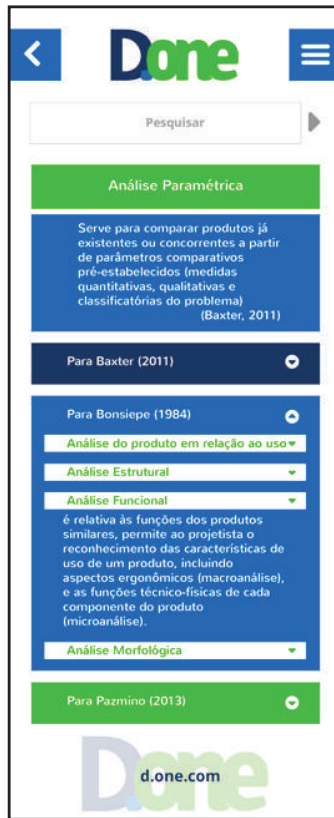 D.one
Pesquisar
Análise Paramétrica
Serve para comparar produtos já
existentes ou concorrentes a partir
de parâmetros comparativos
pré-estabelecidos (medidas
quantitativas, qualitativas e
classificatórias do problema)
(Baxter, 2011)
Para Baxter (2011)
Para Bonsiepe (1984)
Análise do produto em relação ao uso
Análise Estrutural
Análise Funcional
é relativa às funções dos produtos
similares, permite ao projetista o
reconhecimento das características de
uso de um produto, incluindo
aspectos ergonômicos (macroanálise),
e as funções técnico-físicas de cada
componente do produto
(microanálise).
Análise Morfológica
Para Pazmino (2013)
D.one
d.one.com